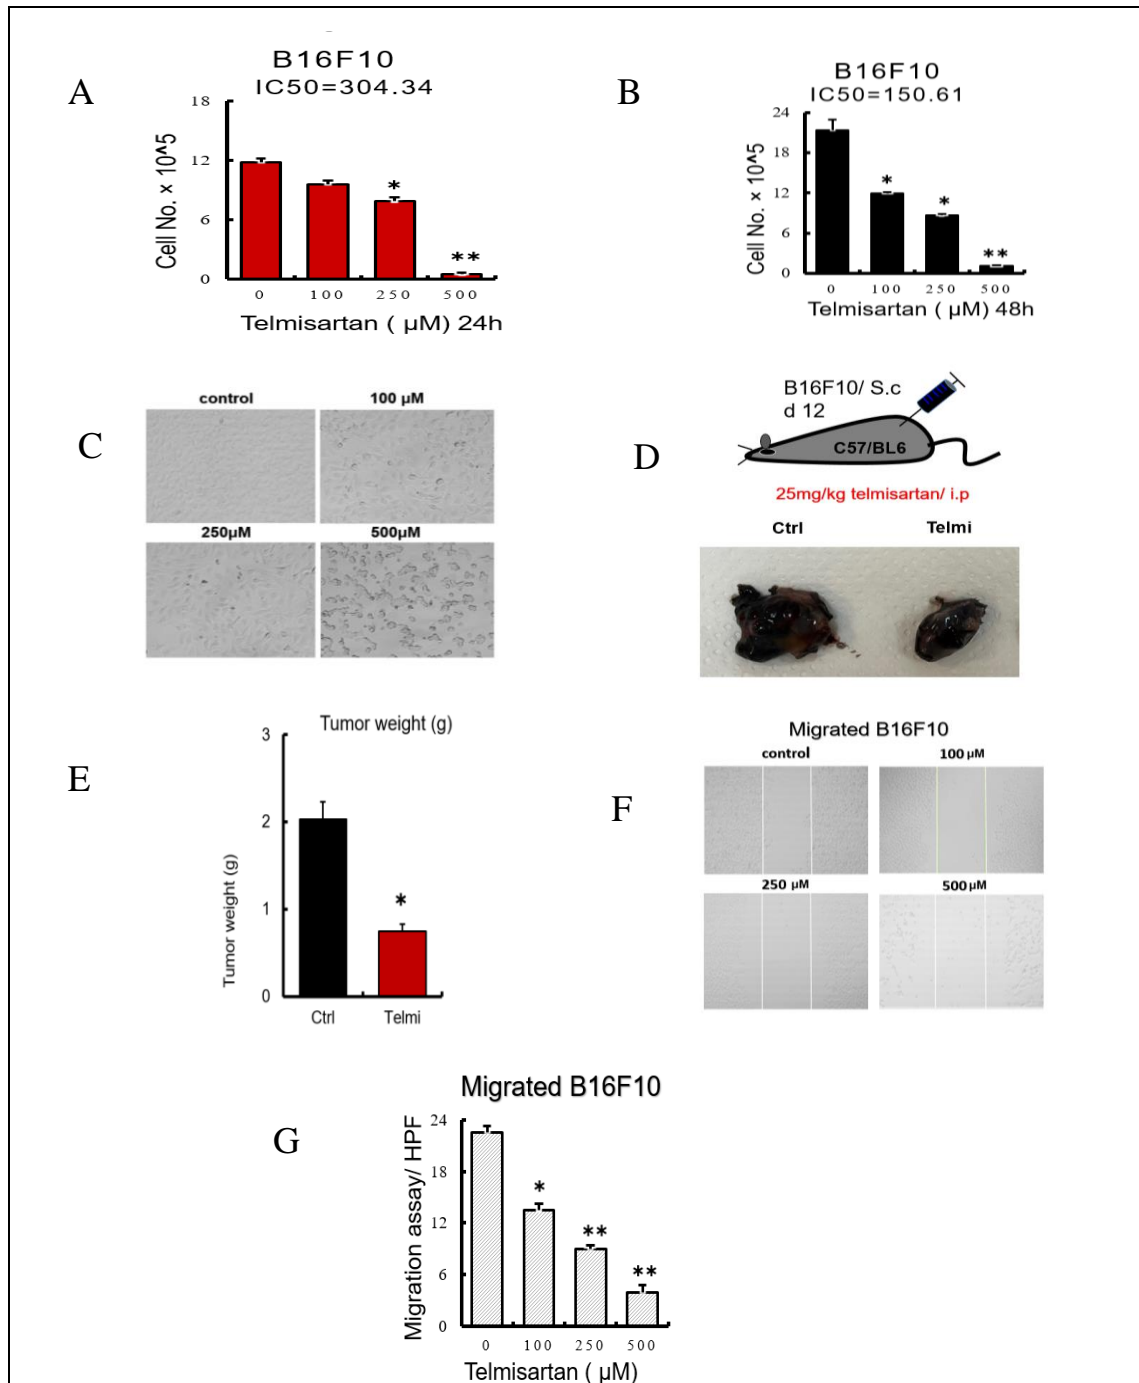 A
B16F10
IC50=304.34
Cell No. × 10^5
18
12
6
0
*
**
0 100 250 500
Telmisartan ( µM) 24h
B
B16F10
IC50=150.61
Cell No. × 10^5
24
18
12
6
0
*
*
**
0 100 250 500
Telmisartan ( µM) 48h
C
control
100 µM
250µM
500µM
D
B16F10/ S.c
d 12
C57/BL6
25mg/kg telmisartan/ i.p
Ctrl
Telmi
E
Tumor weight (g)
Tumor weight (g)
3
2
1
0
*
Ctrl
Telmi
F
Migrated B16F10
control
100 µM
250 µM
500µM
G
Migrated B16F10
Migration assay/ HPF
24
18
12
6
0
*
**
**
0 100 250 500
Telmisartan ( µM)